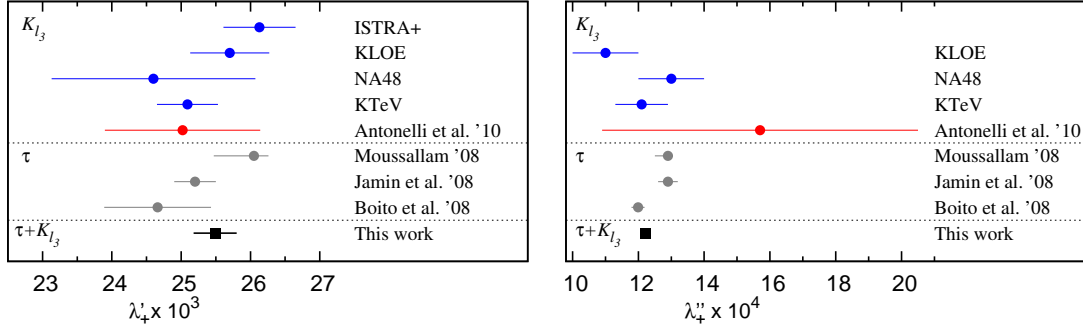 K_{l_3}
ISTRA+
KLOE
NA48
KTeV
Antonelli et al. '10
τ
Moussallam '08
Jamin et al. '08
Boito et al. '08
τ+K_{l_3}
This work
23 24 25 26 27
λ'_+ x 10^3
K_{l_3}
KLOE
NA48
KTeV
Antonelli et al. '10
τ
Moussallam '08
Jamin et al. '08
Boito et al. '08
τ+K_{l_3}
This work
10 12 14 16 18 20
λ''_+ x 10^4